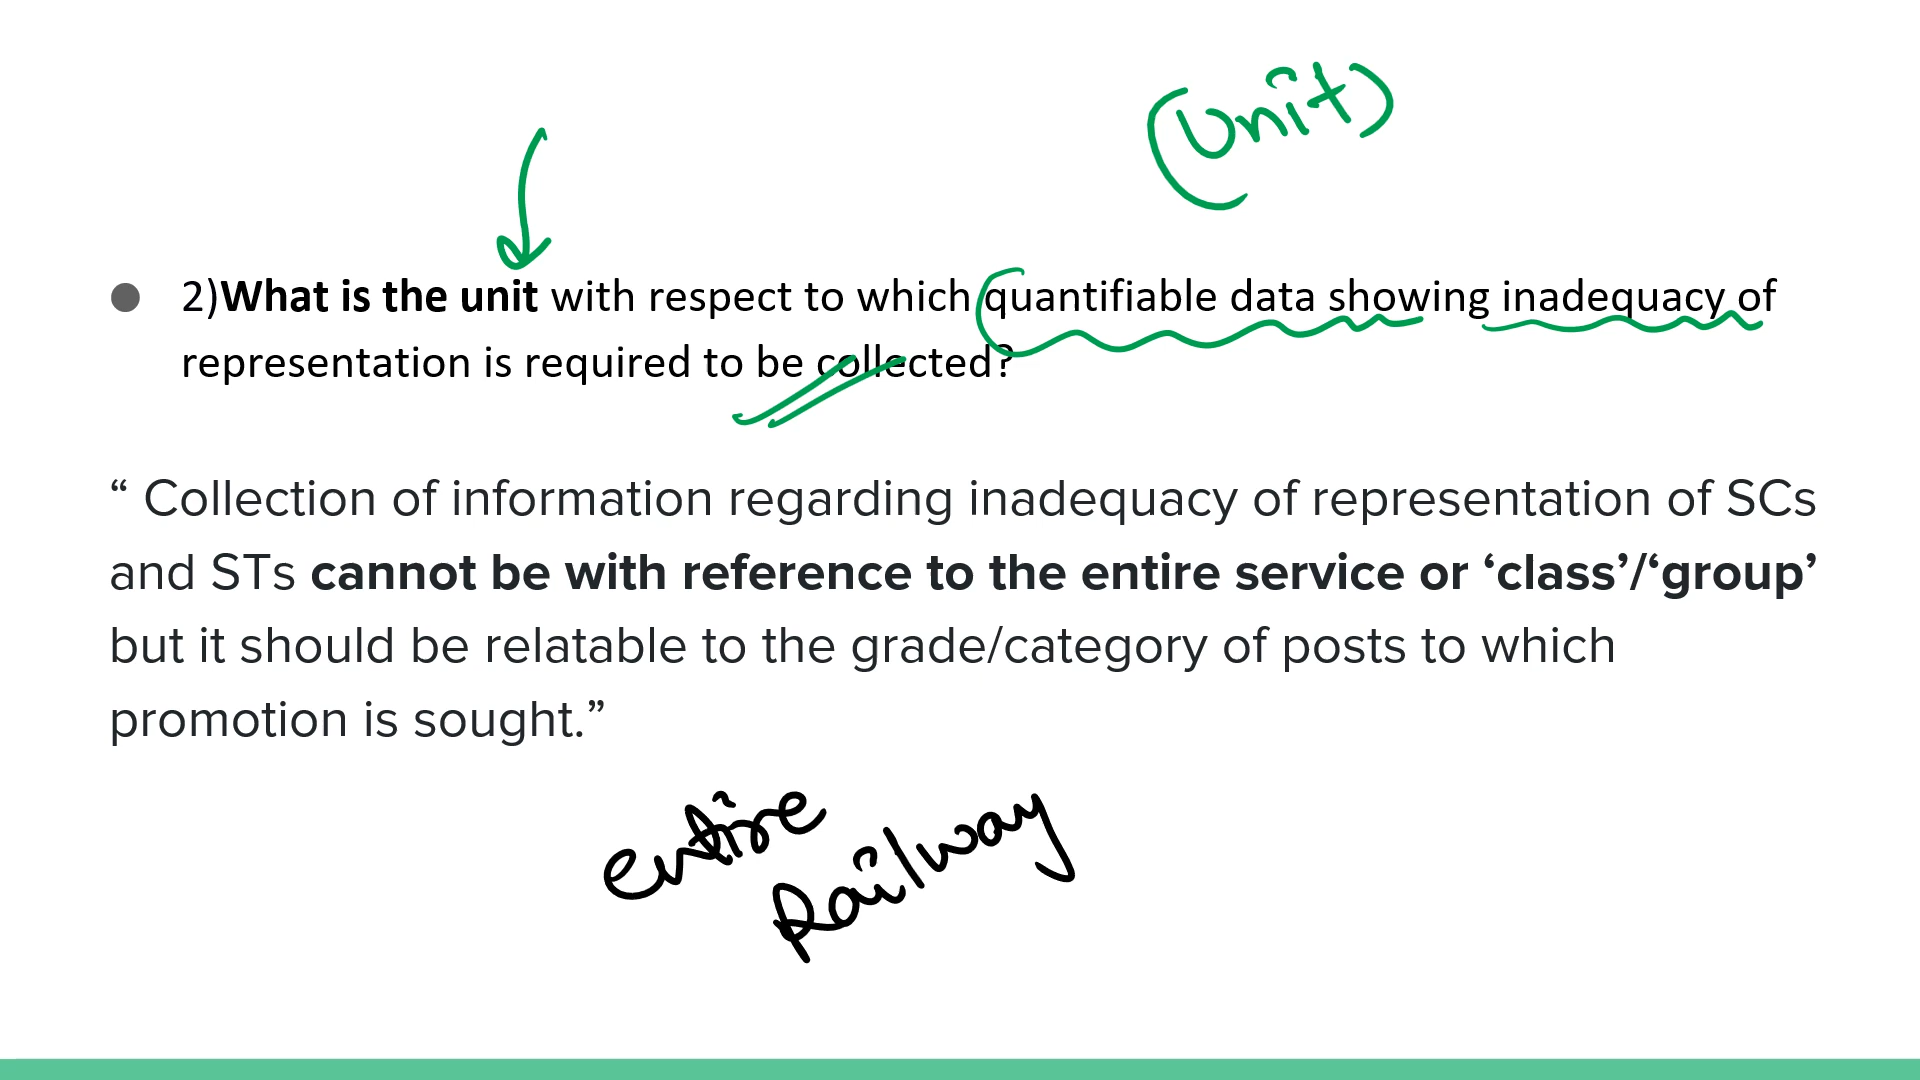 (Unit)
● 2)What is the unit with respect to which quantifiable data showing inadequacy of
representation is required to be collected?
“ Collection of information regarding inadequacy of representation of SCs
and STs cannot be with reference to the entire service or ‘class’/‘group’
but it should be relatable to the grade/category of posts to which
promotion is sought.”
entire
Railway